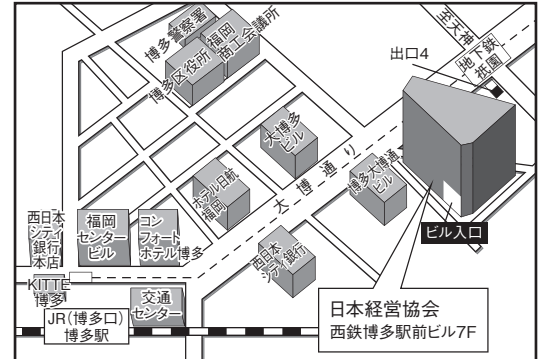 博多警察署
博多区役所
福岡
商工会議所
至天神
地下鉄
祇園
出口4
大博多
ビル
大博通り
ホテル日航
福岡
博多大博通
ビル
ビル入口
西日本
シティ
銀行
本店
福岡
センター
ビル
コン
フォート
ホテル博多
西日本
シティ銀行
KITTE
博多
交通
センター
JR(博多口)
博多駅
日本経営協会
西鉄博多駅前ビル7F